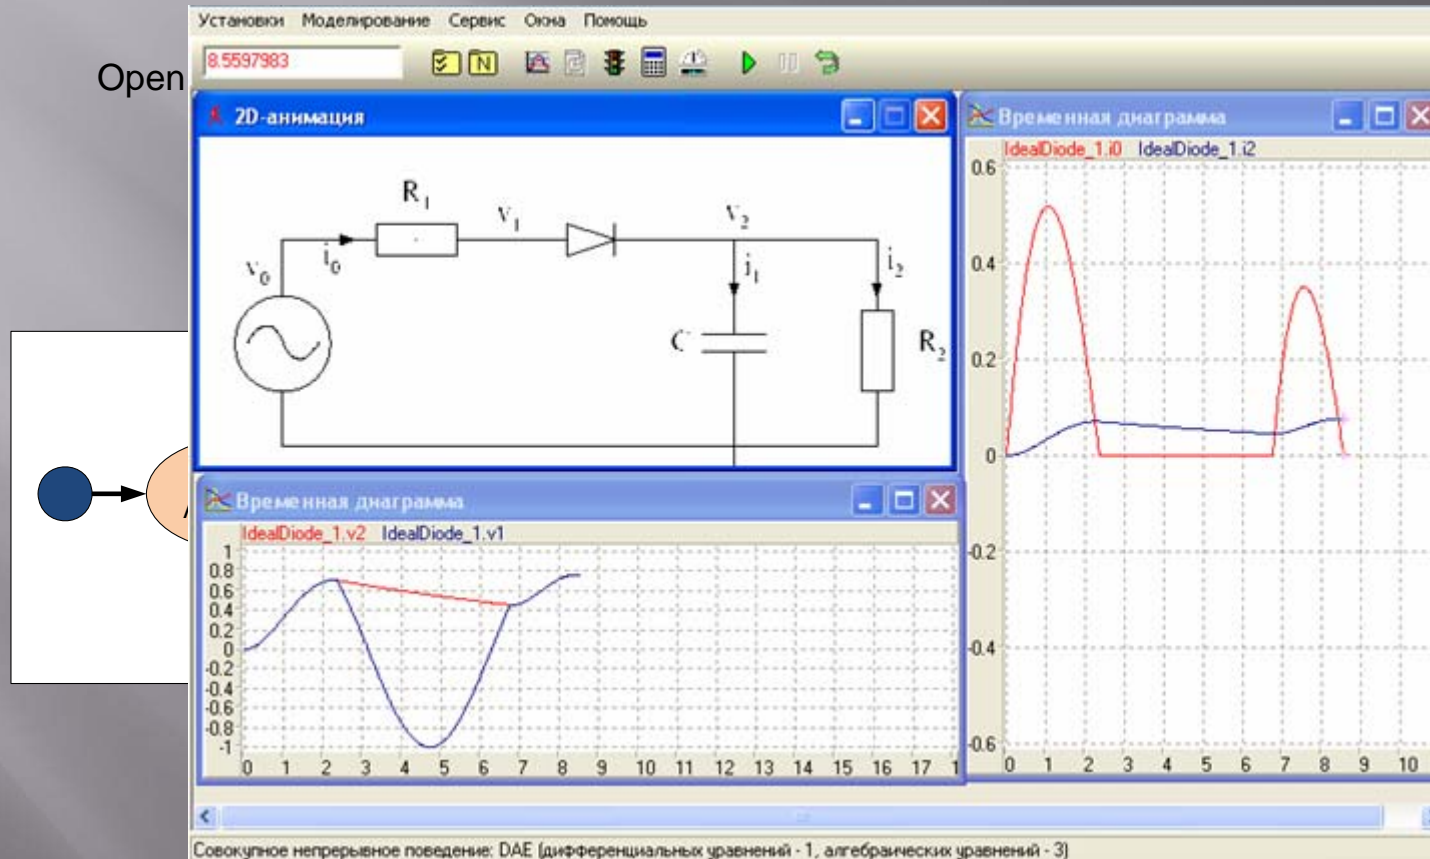 Установки Моделирование Сервис Окна Помощь
8.5597983
N
Open
2D-анимация
R1
v1
v2
v0
i0
i1
i2
C
R2
Временная диаграмма
IdealDiode_1.i0 IdealDiode_1.i2
0.6
0.4
0.2
0
-0.2
-0.4
-0.6
0 1 2 3 4 5 6 7 8 9 10
Временная диаграмма
IdealDiode_1.v2 IdealDiode_1.v1
1
0.8
0.6
0.4
0.2
0
-0.2
-0.4
-0.6
-0.8
-1
0 1 2 3 4 5 6 7 8 9 10 11 12 13 14 15 16 17 1
Совокупное непрерывное поведение: DAE (дифференциальных уравнений - 1, алгебраических уравнений - 3)